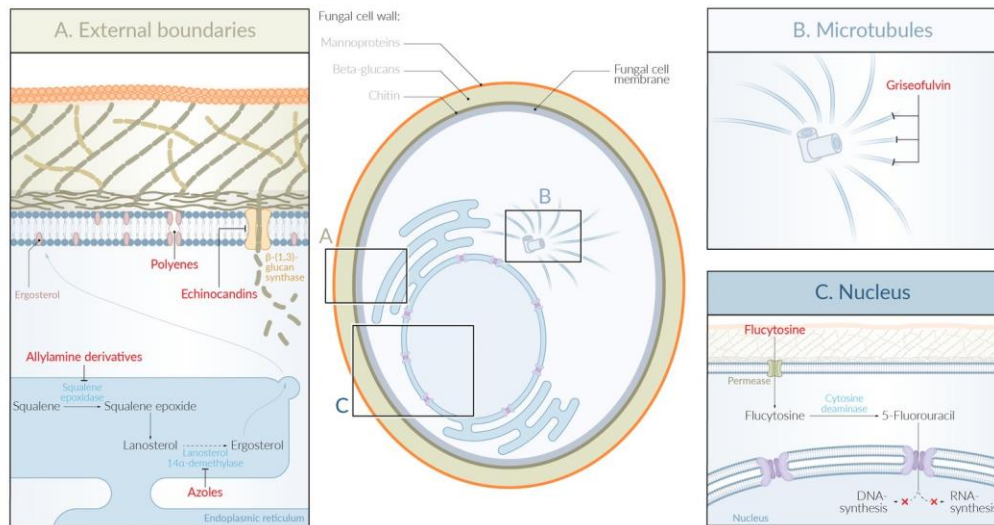 A. External boundaries
Polyenes
β-(1,3)-
glucan
synthase
Ergosterol
Echinocandins
Allylamine derivatives
Squalene
epoxidase
Squalene
Squalene epoxide
Lanosterol
Ergosterol
Lanosterol
14α-demethylase
Azoles
Endoplasmic reticulum
Fungal cell wall:
Mannoproteins
Beta-glucans
Chitin
Fungal cell
membrane
A
B
C
B. Microtubules
Griseofulvin
C. Nucleus
Flucytosine
Permease
Cytosine
deaminase
Flucytosine
5-Fluorouracil
DNA-
synthesis
RNA-
synthesis
Nucleus